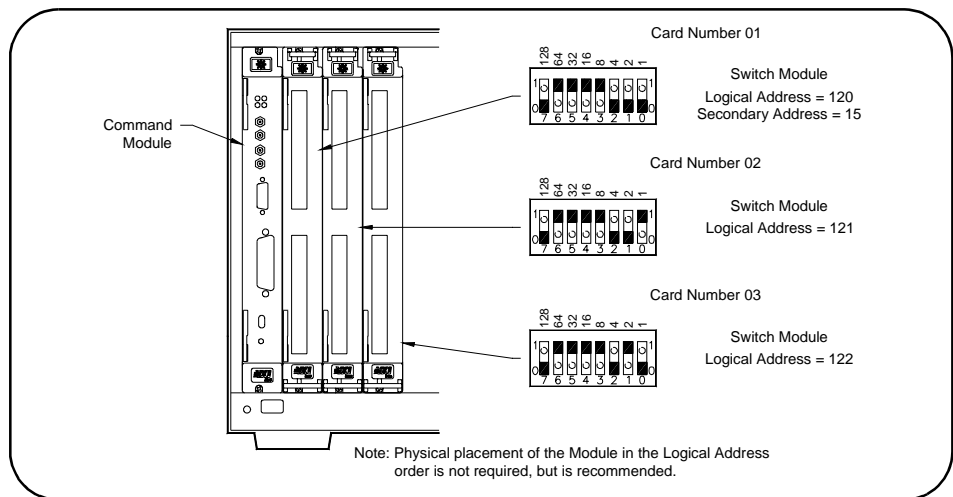 Card Number 01
128 64 32 16 8 4 2 1
1
0 0
7 6 5 4 3 2 1 0
Switch Module
Logical Address = 120
Secondary Address = 15
Command
Module
Card Number 02
128 64 32 16 8 4 2 1
1 1
0 0
7 6 5 4 3 2 1 0
Switch Module
Logical Address = 121
Card Number 03
128 64 32 16 8 4 2 1
1
0 0
7 6 5 4 3 2 1 0
Switch Module
Logical Address = 122
Note: Physical placement of the Module in the Logical Address
order is not required, but is recommended.